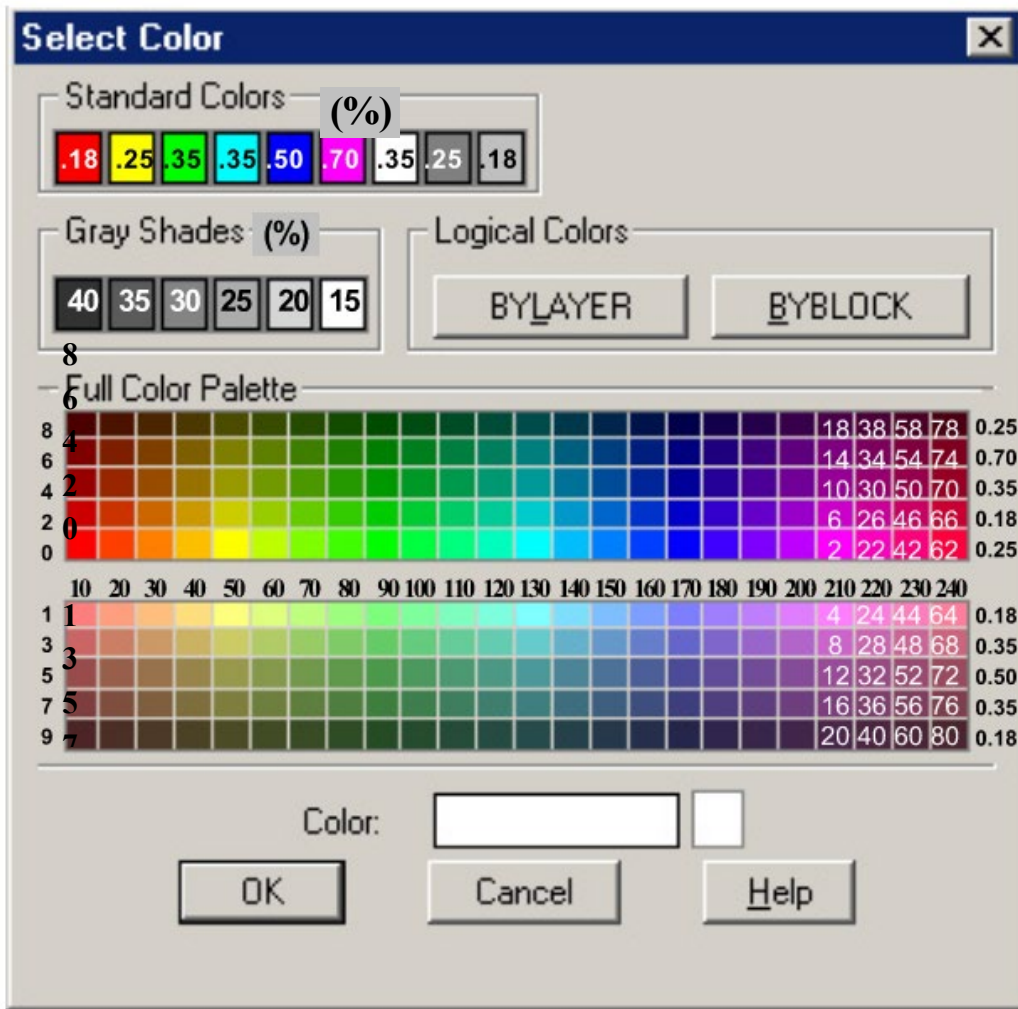 Select Color
Standard Colors (%)
.18 .25 .35 .35 .50 .70 .35 .25 .18
Gray Shades (%)
Logical Colors
40 35 30 25 20 15
BYLAYER BYBLOCK
8
Full Color Palette
6
8 18 38 58 78 0.25
4
6 14 34 54 74 0.70
4 2 10 30 50 70 0.35
2 0 6 26 46 66 0.18
0 2 22 42 62 0.25
10 20 30 40 50 60 70 80 90 100 110 120 130 140 150 160 170 180 190 200 210 220 230 240
1 1 4 24 44 64 0.18
3 8 28 48 68 0.35
3
5 12 32 52 72 0.50
7 5 16 36 56 76 0.35
9 7 20 40 60 80 0.18
Color:
OK Cancel Help